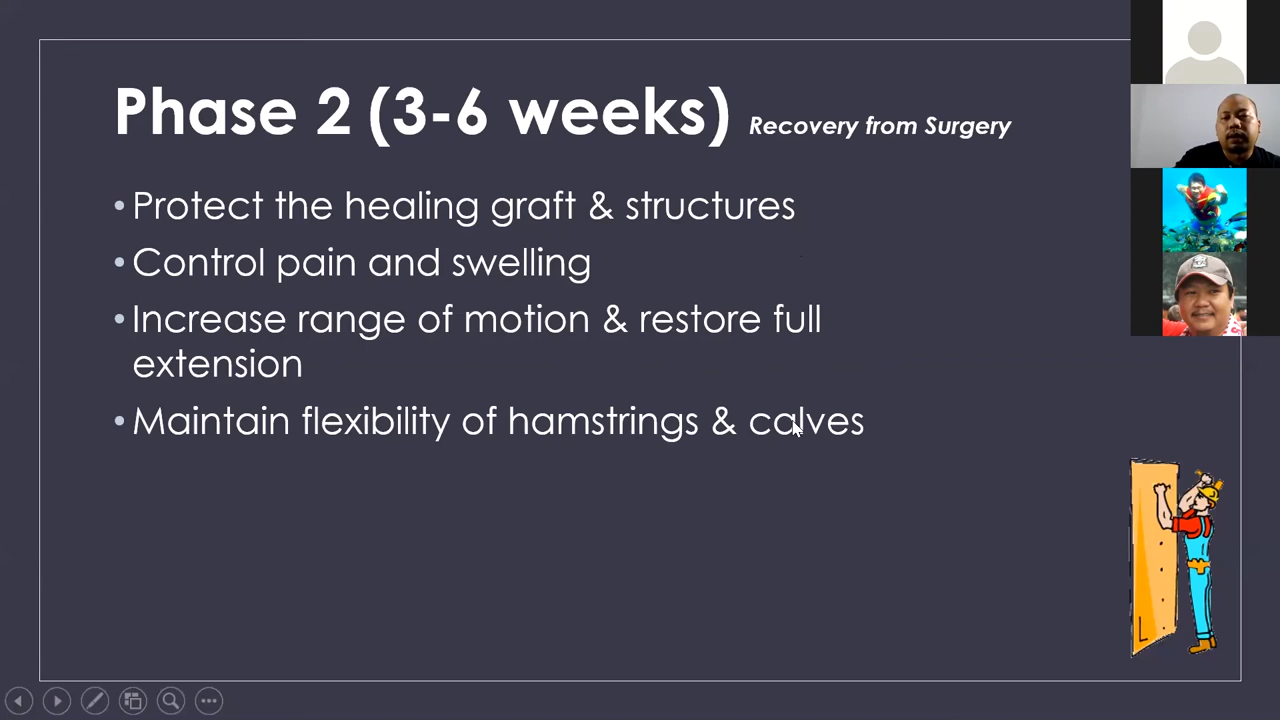 Phase 2 (3-6 weeks) Recovery from Surgery
• Protect the healing graft & structures
• Control pain and swelling
• Increase range of motion & restore full
extension
• Maintain flexibility of hamstrings & calves